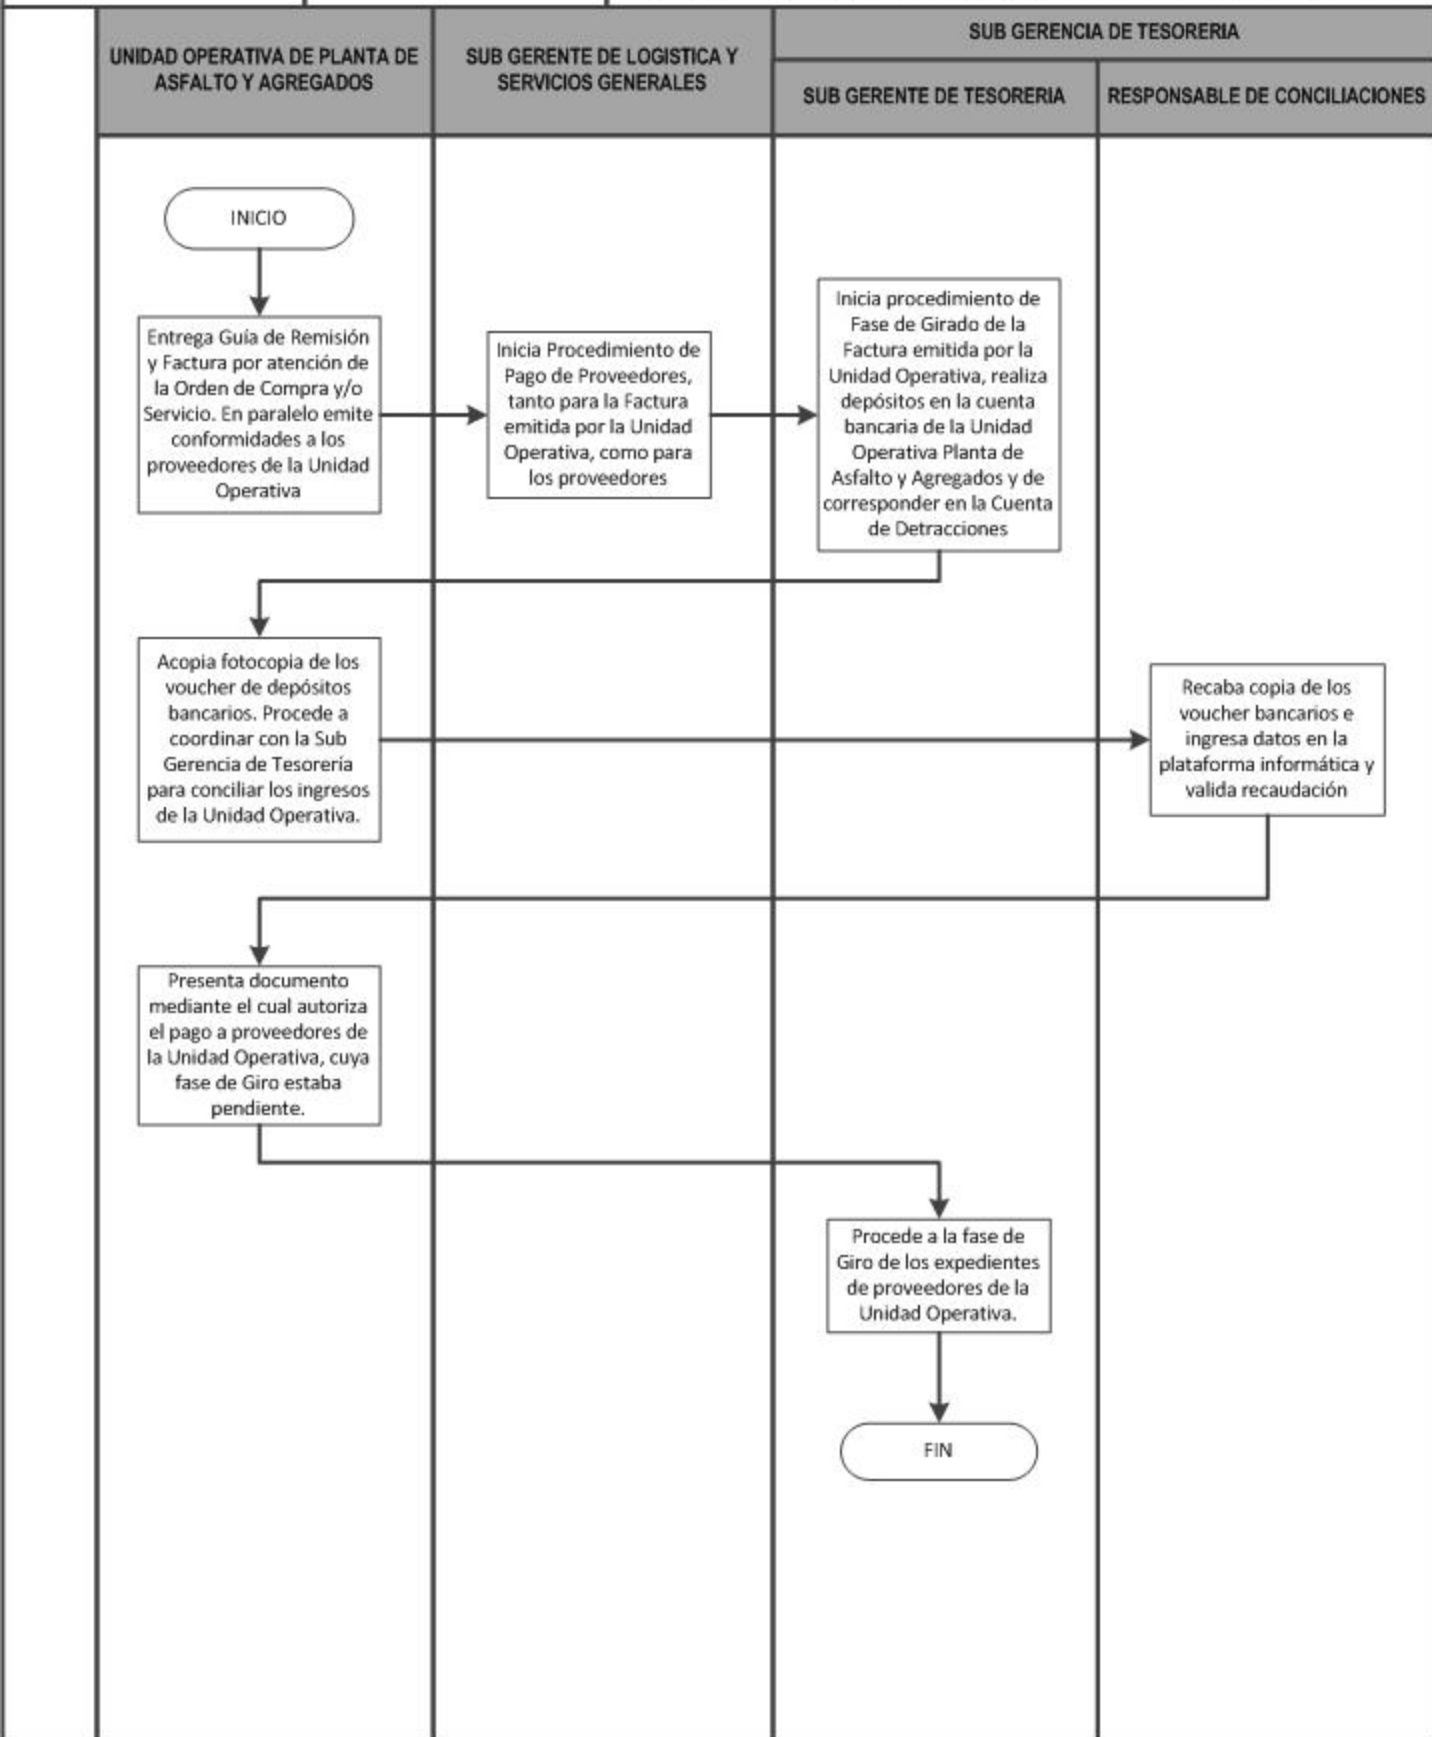 UNIDAD OPERATIVA DE PLANTA DE
ASFALTO Y AGREGADOS
SUB GERENTE DE LOGISTICA Y
SERVICIOS GENERALES
SUB GERENCIA DE TESORERIA
SUB GERENTE DE TESORERIA
RESPONSABLE DE CONCILIACIONES
INICIO
Entrega Guía de Remisión
y Factura por atención de
la Orden de Compra y/o
Servicio. En paralelo emite
conformidades a los
proveedores de la Unidad
Operativa
Inicia Procedimiento de
Pago de Proveedores,
tanto para la Factura
emitida por la Unidad
Operativa, como para
los proveedores
Inicia procedimiento de
Fase de Girado de la
Factura emitida por la
Unidad Operativa, realiza
depósitos en la cuenta
bancaria de la Unidad
Operativa Planta de
Asfalto y Agregados y de
corresponder en la Cuenta
de Detracciones
Acopia fotocopia de los
voucher de depósitos
bancarios. Procede a
coordinar con la Sub
Gerencia de Tesorería
para conciliar los ingresos
de la Unidad Operativa.
Recaba copia de los
voucher bancarios e
ingresa datos en la
plataforma informática y
valida recaudación
Presenta documento
mediante el cual autoriza
el pago a proveedores de
la Unidad Operativa, cuya
fase de Giro estaba
pendiente.
Procede a la fase de
Giro de los expedientes
de proveedores de la
Unidad Operativa.
FIN